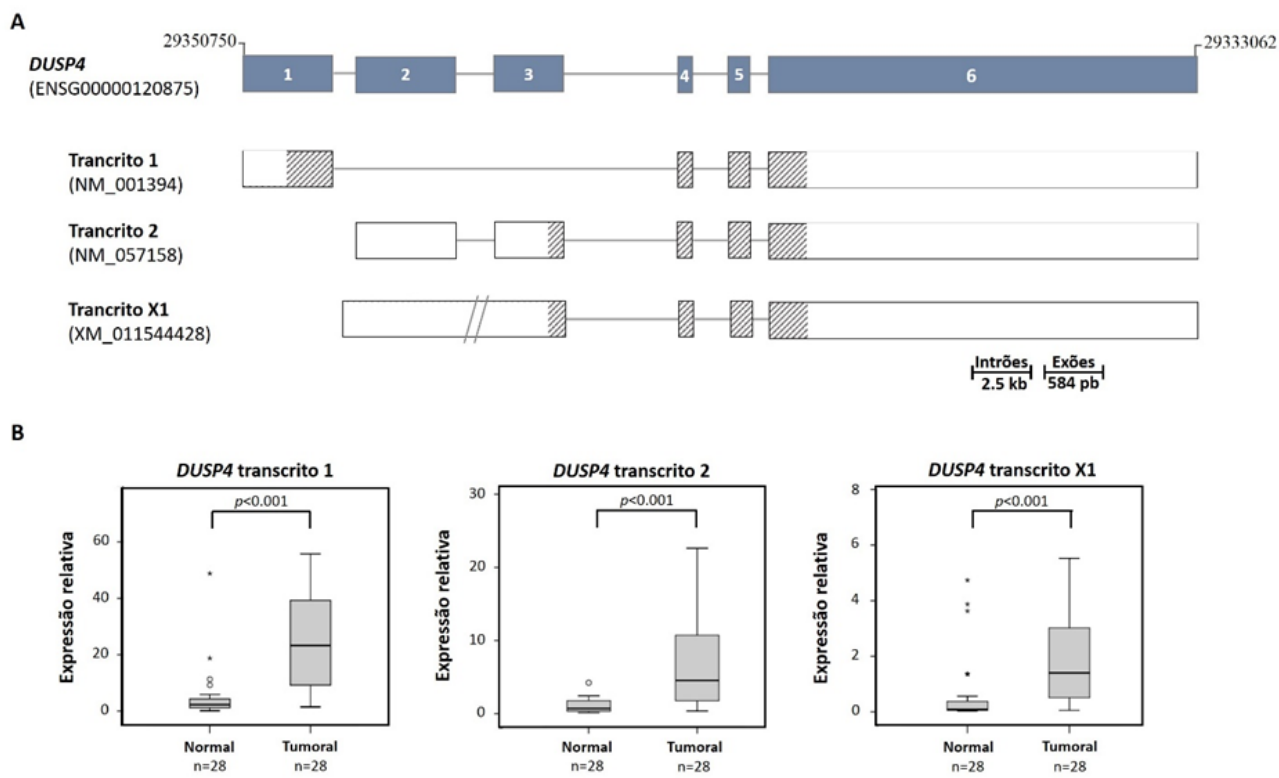 A
29350750
29333062
DUSP4
(ENSG00000120875)
1
2
3
4
5
6
Trancrito 1
(NM_001394)
Trancrito 2
(NM_057158)
Trancrito X1
(XM_011544428)
Intrões
2.5 kb
Exões
584 pb
B
DUSP4 transcrito 1
p<0.001
Expressão relativa
60
40
20
0
Normal
n=28
Tumoral
n=28
DUSP4 transcrito 2
p<0.001
Expressão relativa
30
20
10
0
Normal
n=28
Tumoral
n=28
DUSP4 transcrito X1
p<0.001
Expressão relativa
8
6
4
2
0
Normal
n=28
Tumoral
n=28